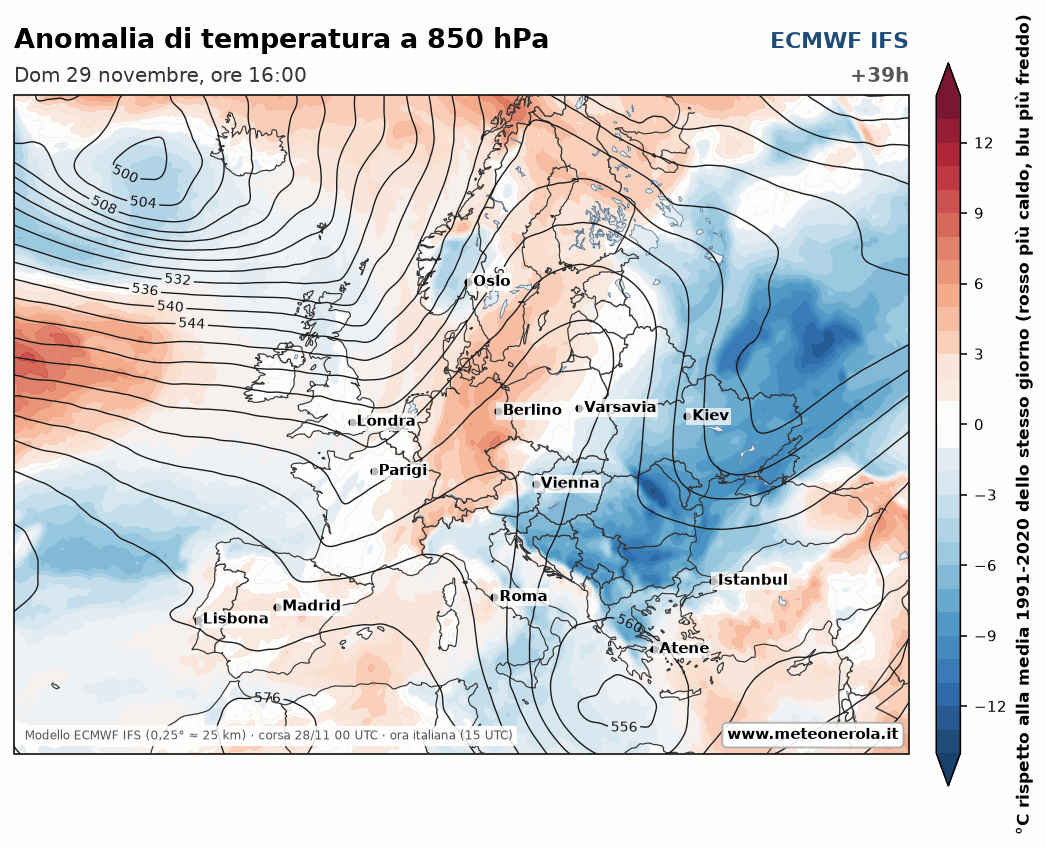 Anomalia di temperatura a 850 hPa
ECMWF IFS
Dom 29 novembre, ore 16:00
+39h
500
508
504
532
536
540
544
Oslo
Berlino
Varsavia
Kiev
Londra
Parigi
Vienna
Istanbul
Roma
Madrid
Lisbona
560
Atene
576
556
Modello ECMWF IFS (0,25° ≈ 25 km) · corsa 28/11 00 UTC · ora italiana (15 UTC)
www.meteonerola.it
12
9
6
3
0
−3
−6
−9
−12
°C rispetto alla media 1991-2020 dello stesso giorno (rosso più caldo, blu più freddo)